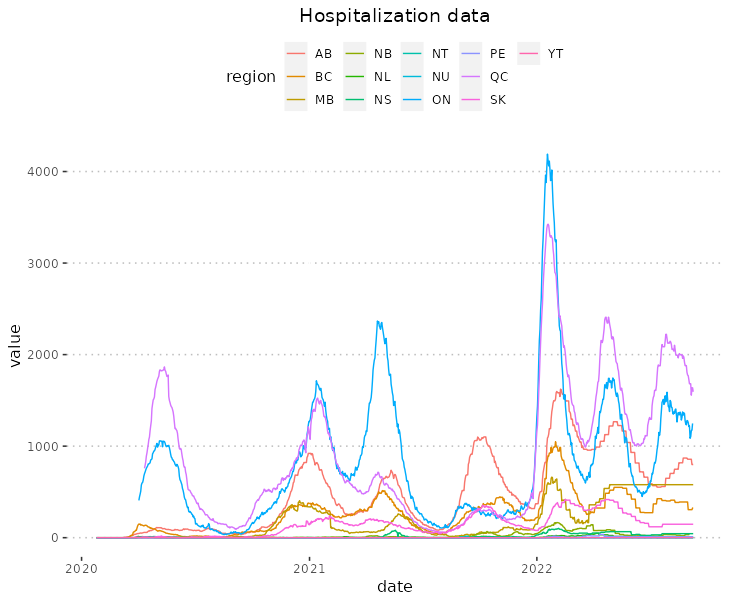 Hospitalization data
region
AB NB NT PE YT
BC NL NU QC
MB NS ON SK
4000
3000
2000
1000
0
value
2020 2021 2022
date